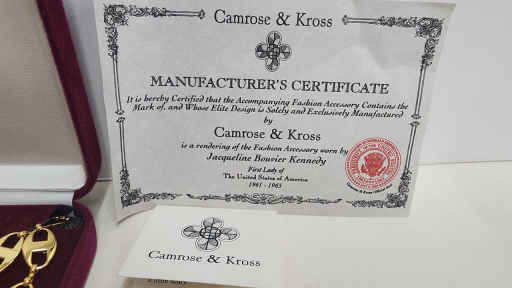 Camrose & Kross
MANUFACTURER'S CERTIFICATE
It is hereby Certified that the Accompanying Fashion Accessory Contains the
Mark of, and Whose Elite Design is Solely and Exclusively Manufactured
by
Camrose & Kross
is a rendering of the Fashion Accessory worn by
Jacqueline Bouvier Kennedy
First Lady of
The United States of America
1961 - 1963
Camrose & Kross